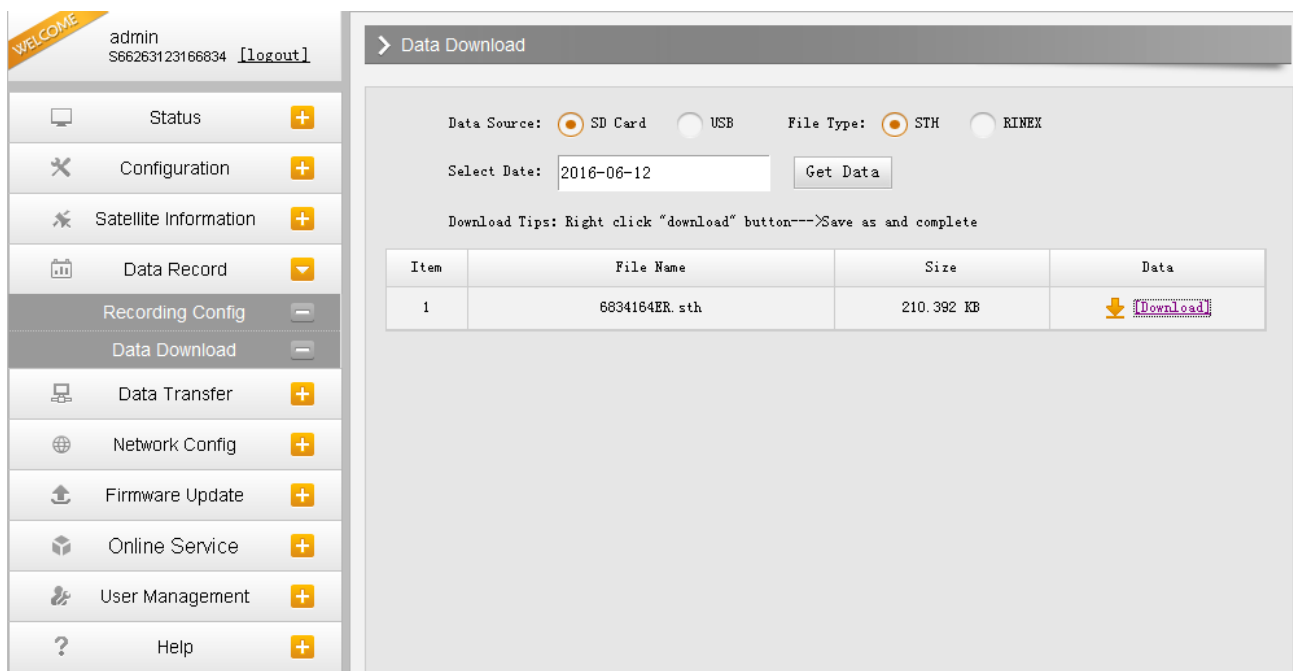 WELCOME
admin
S66263123166834 [logout]
Status
Configuration
Satellite Information
Data Record
Recording Config
Data Download
Data Transfer
Network Config
Firmware Update
Online Service
User Management
Help
Data Download
Data Source: SD Card USB File Type: STH RINEX
Select Date: 2016-06-12 Get Data
Download Tips: Right click "download" button--->Save as and complete
Item File Name Size Data
1 6834164ER.sth 210.392 KB [Download]